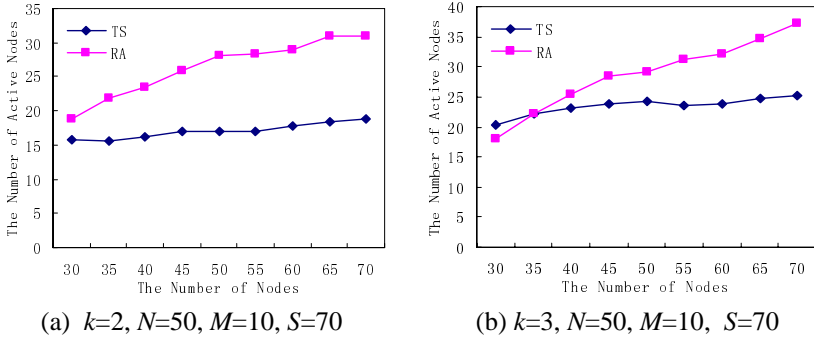 The Number of Active Nodes
35
30
25
20
15
10
5
0
TS
RA
30 35 40 45 50 55 60 65 70
The Number of Nodes
(a) k=2, N=50, M=10, S=70
The Number of Active Nodes
40
35
30
25
20
15
10
5
0
TS
RA
30 35 40 45 50 55 60 65 70
The Number of Nodes
(b) k=3, N=50, M=10, S=70